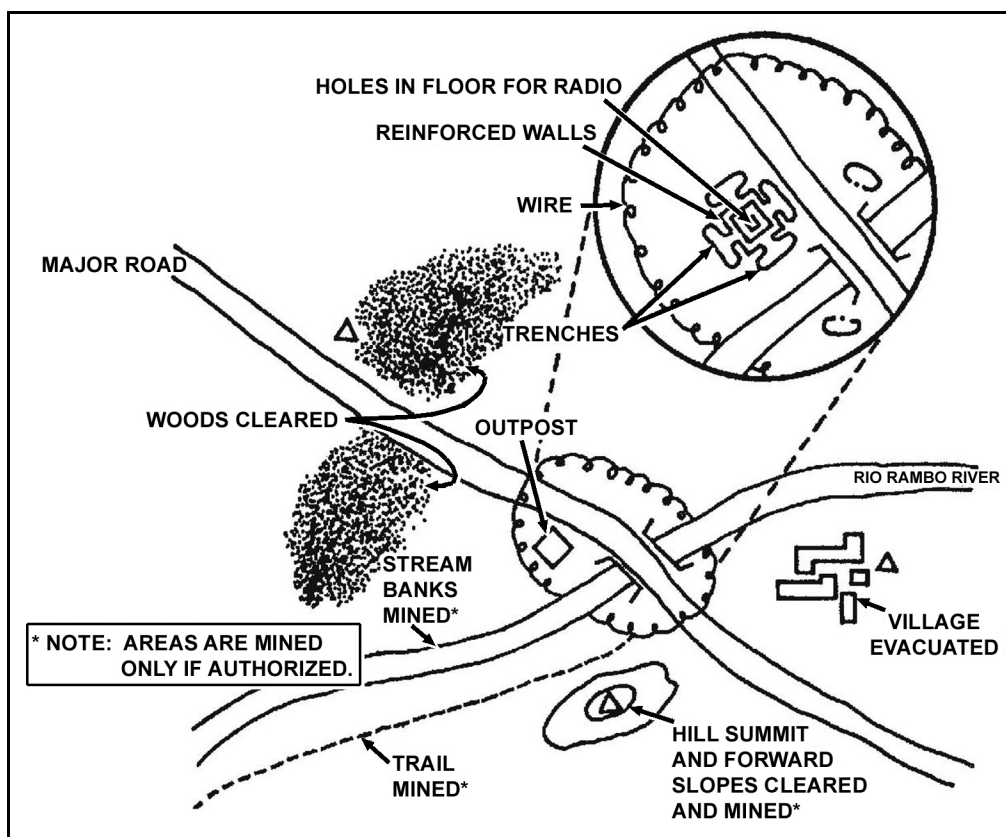 HOLES IN FLOOR FOR RADIO
REINFORCED WALLS
WIRE
MAJOR ROAD
TRENCHES
WOODS CLEARED
OUTPOST
RIO RAMBO RIVER
STREAM
BANKS
MINED*
VILLAGE
EVACUATED
* NOTE: AREAS ARE MINED
ONLY IF AUTHORIZED.
TRAIL
MINED*
HILL SUMMIT
AND FORWARD
SLOPES CLEARED
AND MINED*